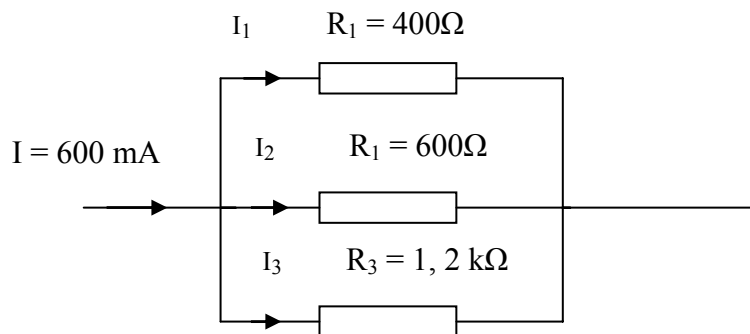 I₁ R₁ = 400Ω
I = 600 mA I₂ R₁ = 600Ω
I₃ R₃ = 1, 2 kΩ